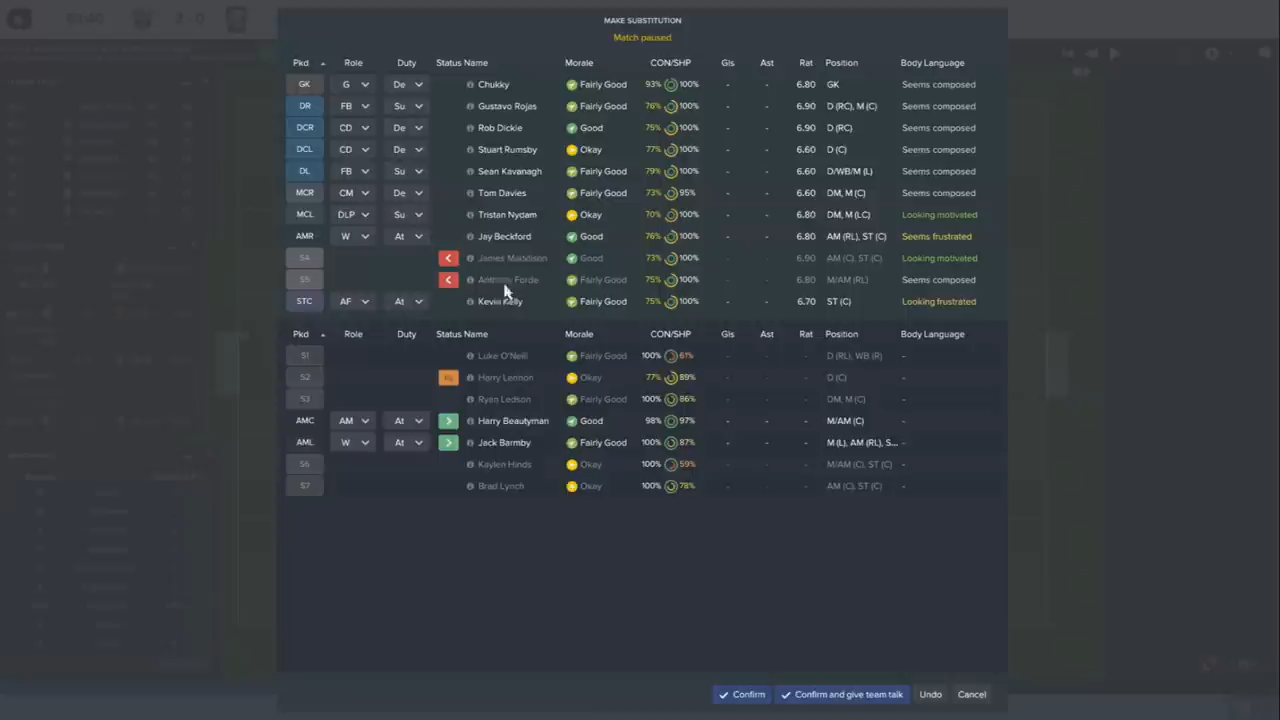 MAKE SUBSTITUTION
Match paused
Pkd Role Duty Status Name Morale CON/SHP Gls Ast Rat Position Body Language
GK G De Chukky Fairly Good 93% 100% - - 6.80 GK Seems composed
DR FB Su Gustavo Rojas Fairly Good 76% 100% - - 6.90 D (RC), M (C) Seems composed
DCR CD De Rob Dickie Good 75% 100% - - 6.90 D (RC) Seems composed
DCL CD De Stuart Rumsby Okay 77% 100% - - 6.60 D (C) Seems composed
DL FB Su Sean Kavanagh Fairly Good 79% 100% - - 6.60 D/WB/M (L) Seems composed
MCR CM De Tom Davies Fairly Good 73% 95% - - 6.60 DM, M (C) Seems composed
MCL DLP Su Tristan Nydam Okay 70% 100% - - 6.80 DM, M (LC) Looking motivated
AMR W At Jay Beckford Good 76% 100% - - 6.80 AM (RL), ST (C) Seems frustrated
S4 James Maddison Good 73% 100% - - 6.90 AM (C), ST (C) Looking motivated
S5 Anthony Forde Fairly Good 75% 100% - - 6.80 M/AM (RL) Seems composed
STC AF At Kevin Kelly Fairly Good 75% 100% - - 6.70 ST (C) Looking frustrated
Pkd Role Duty Status Name Morale CON/SHP Gls Ast Rat Position Body Language
S1 Luke O'Neill Fairly Good 100% 61% - - - D (RL), WB (R) -
S2 Harry Lennon Okay 77% 89% - - - D (C) -
S3 Ryan Ledson Fairly Good 100% 86% - - - DM, M (C) -
AMC AM At Harry Beautyman Good 98% 97% - - - M/AM (C) -
AML W At Jack Barmby Fairly Good 100% 87% - - - M (L), AM (RL), S... -
S6 Kaylen Hinds Okay 100% 59% - - - M/AM (C), ST (C) -
S7 Brad Lynch Okay 100% 78% - - - AM (C), ST (C) -
Confirm Confirm and give team talk Undo Cancel